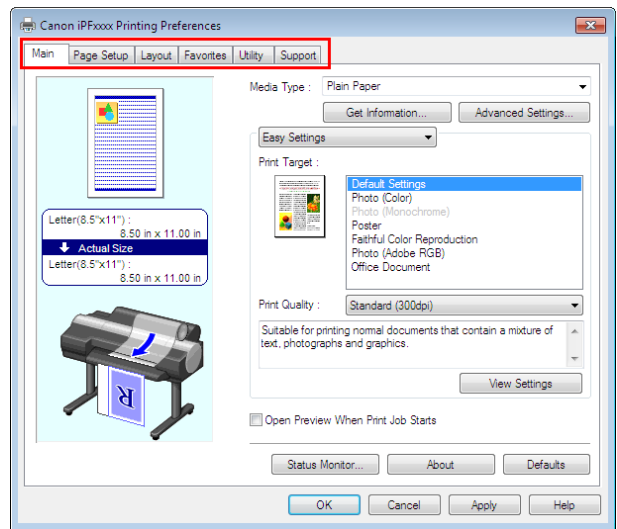 Canon iPFxxxx Printing Preferences
Main Page Setup Layout Favorites Utility Support
Media Type : Plain Paper
Get Information... Advanced Settings...
Easy Settings
Print Target :
Default Settings
Photo (Color)
Photo (Monochrome)
Poster
Faithful Color Reproduction
Photo (Adobe RGB)
Office Document
Letter(8.5"x11") :
8.50 in x 11.00 in
Actual Size
Letter(8.5"x11") :
8.50 in x 11.00 in
R
Print Quality : Standard (300dpi)
Suitable for printing normal documents that contain a mixture of
text, photographs and graphics.
View Settings
Open Preview When Print Job Starts
Status Monitor... About Defaults
OK Cancel Apply Help